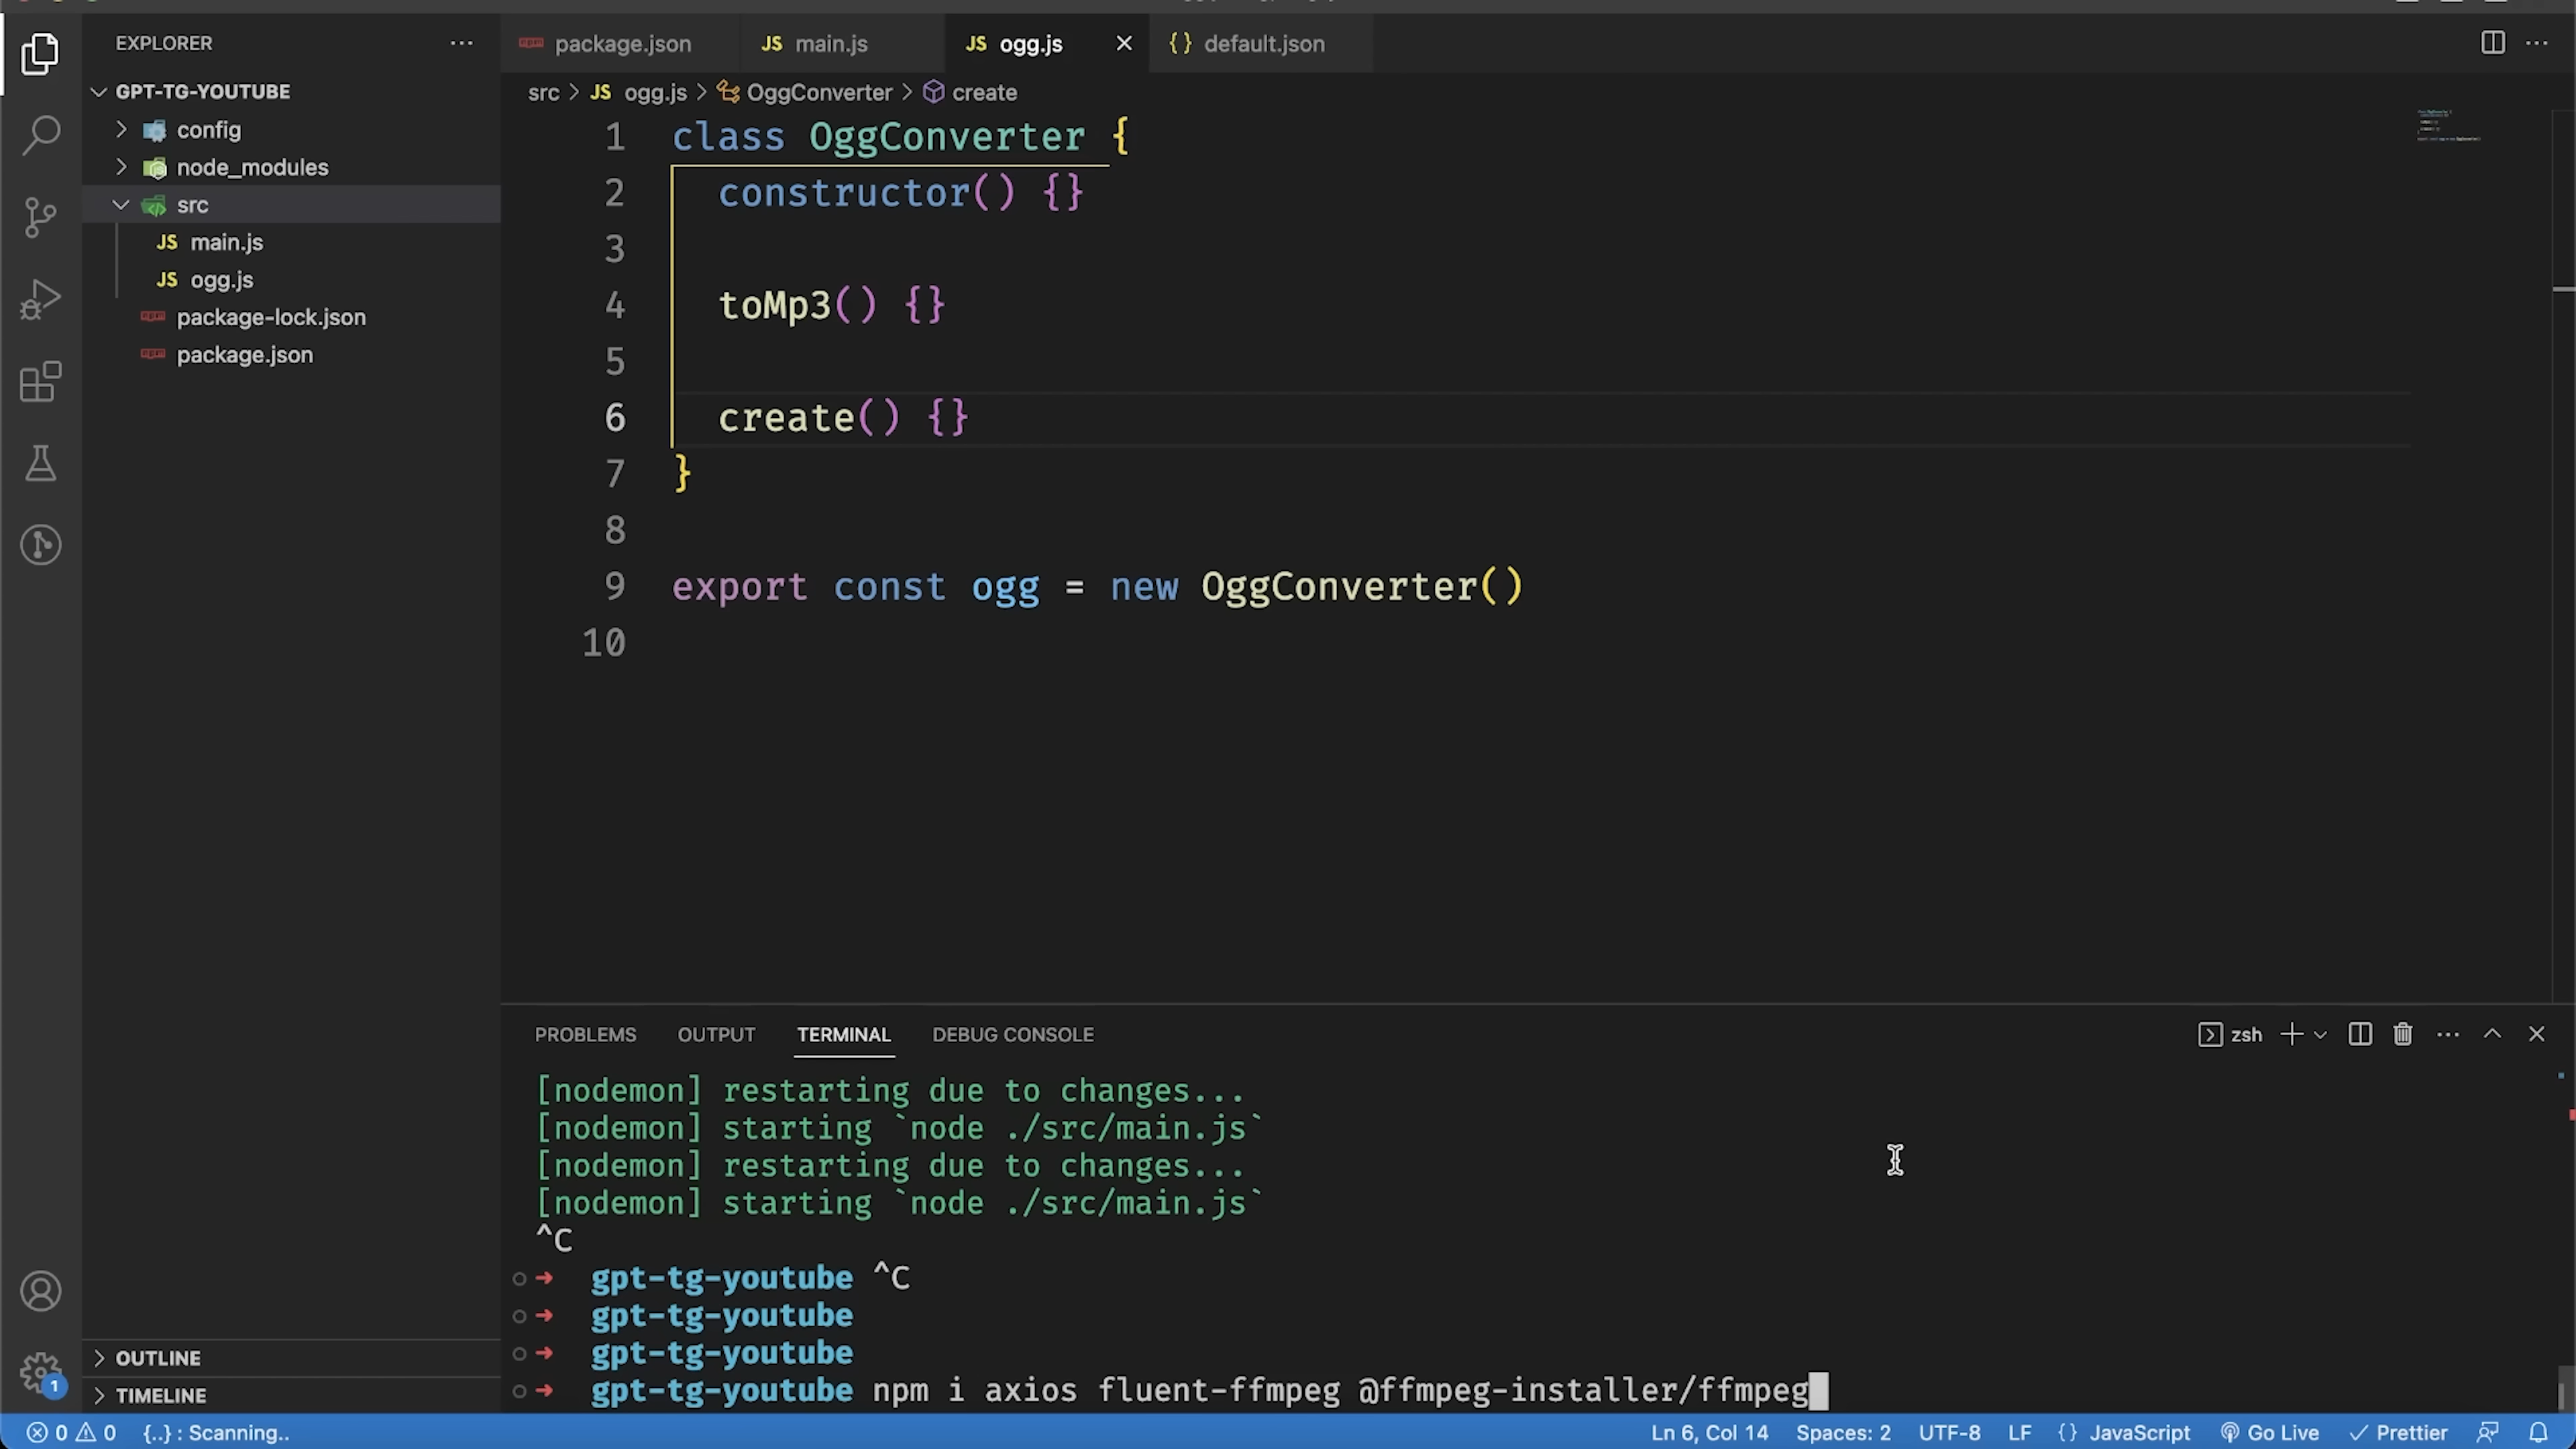 EXPLORER
GPT-TG-YOUTUBE
config
node_modules
src
JS main.js
JS ogg.js
package-lock.json
package.json
OUTLINE
TIMELINE
1
package.json
JS main.js
JS ogg.js
{} default.json
src > JS ogg.js > OggConverter > create
1 class OggConverter {
2 constructor() {}
3
4 toMp3() {}
5
6 create() {}
7 }
8
9 export const ogg = new OggConverter()
10
PROBLEMS OUTPUT TERMINAL DEBUG CONSOLE
zsh
[nodemon] restarting due to changes...
[nodemon] starting `node ./src/main.js`
[nodemon] restarting due to changes...
[nodemon] starting `node ./src/main.js`
^C
➜ gpt-tg-youtube ^C
➜ gpt-tg-youtube
➜ gpt-tg-youtube
➜ gpt-tg-youtube npm i axios fluent-ffmpeg @ffmpeg-installer/ffmpeg
0 0 {..} : Scanning.. Ln 6, Col 14 Spaces: 2 UTF-8 LF {} JavaScript Go Live Prettier